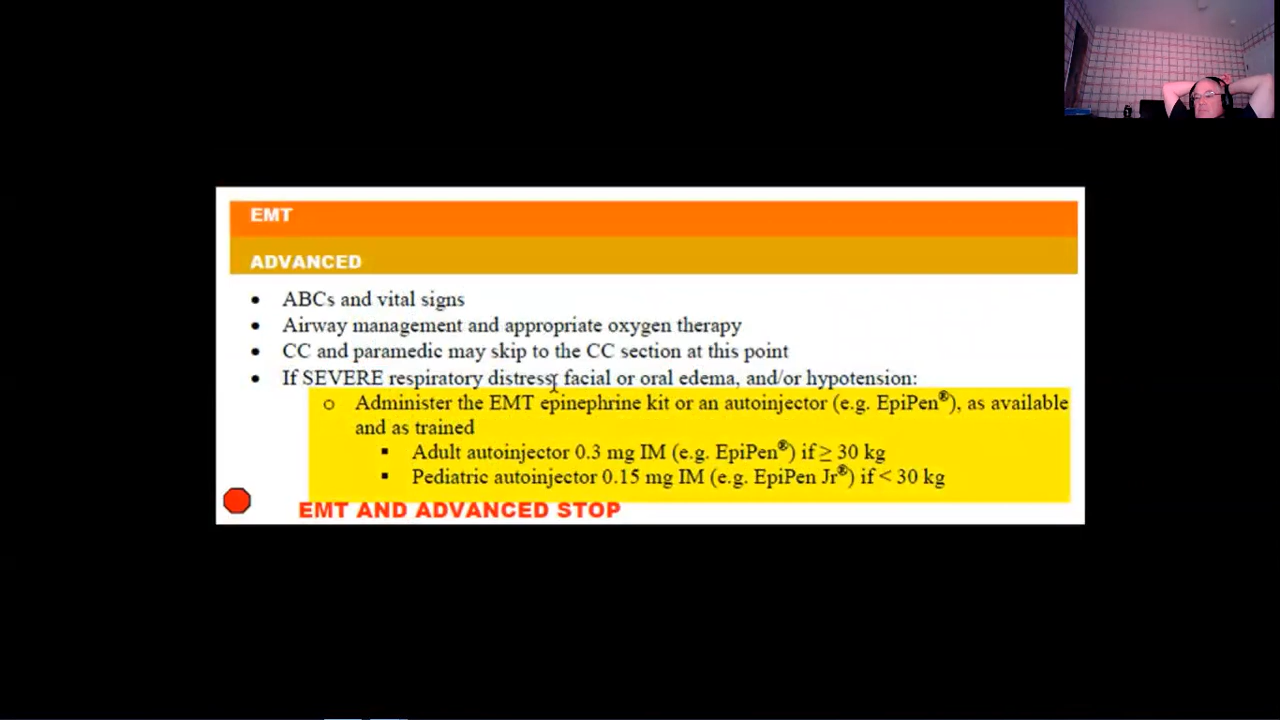 EMT
ADVANCED
• ABCs and vital signs
• Airway management and appropriate oxygen therapy
• CC and paramedic may skip to the CC section at this point
• If SEVERE respiratory distress, facial or oral edema, and/or hypotension:
o Administer the EMT epinephrine kit or an autoinjector (e.g. EpiPen®), as available
and as trained
▪ Adult autoinjector 0.3 mg IM (e.g. EpiPen®) if ≥ 30 kg
▪ Pediatric autoinjector 0.15 mg IM (e.g. EpiPen Jr®) if < 30 kg
EMT AND ADVANCED STOP